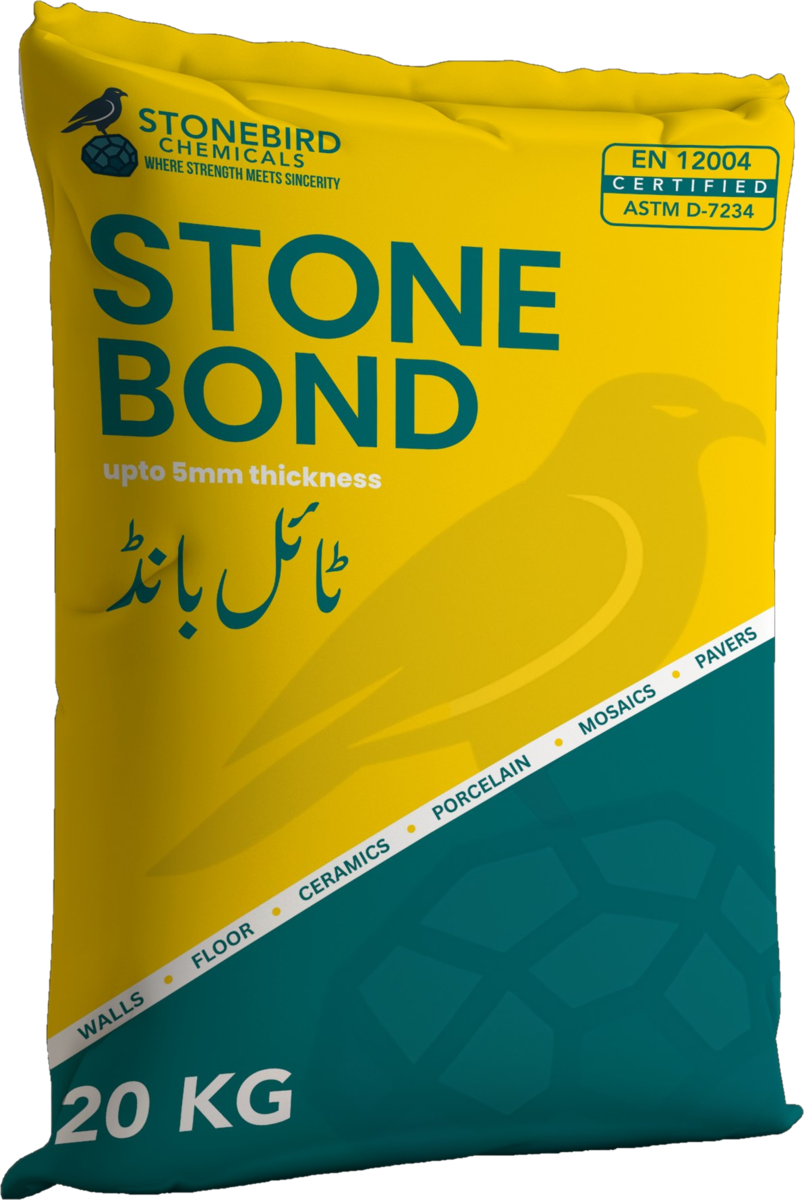 STONEBIRD
CHEMICALS
WHERE STRENGTH MEETS SINCERITY
EN 12004
CERTIFIED
ASTM D-7234
STONE
BOND
upto 5mm thickness
ٹائل بانڈ
WALLS • FLOOR • CERAMICS • PORCELAIN • MOSAICS • PAVERS
20 KG